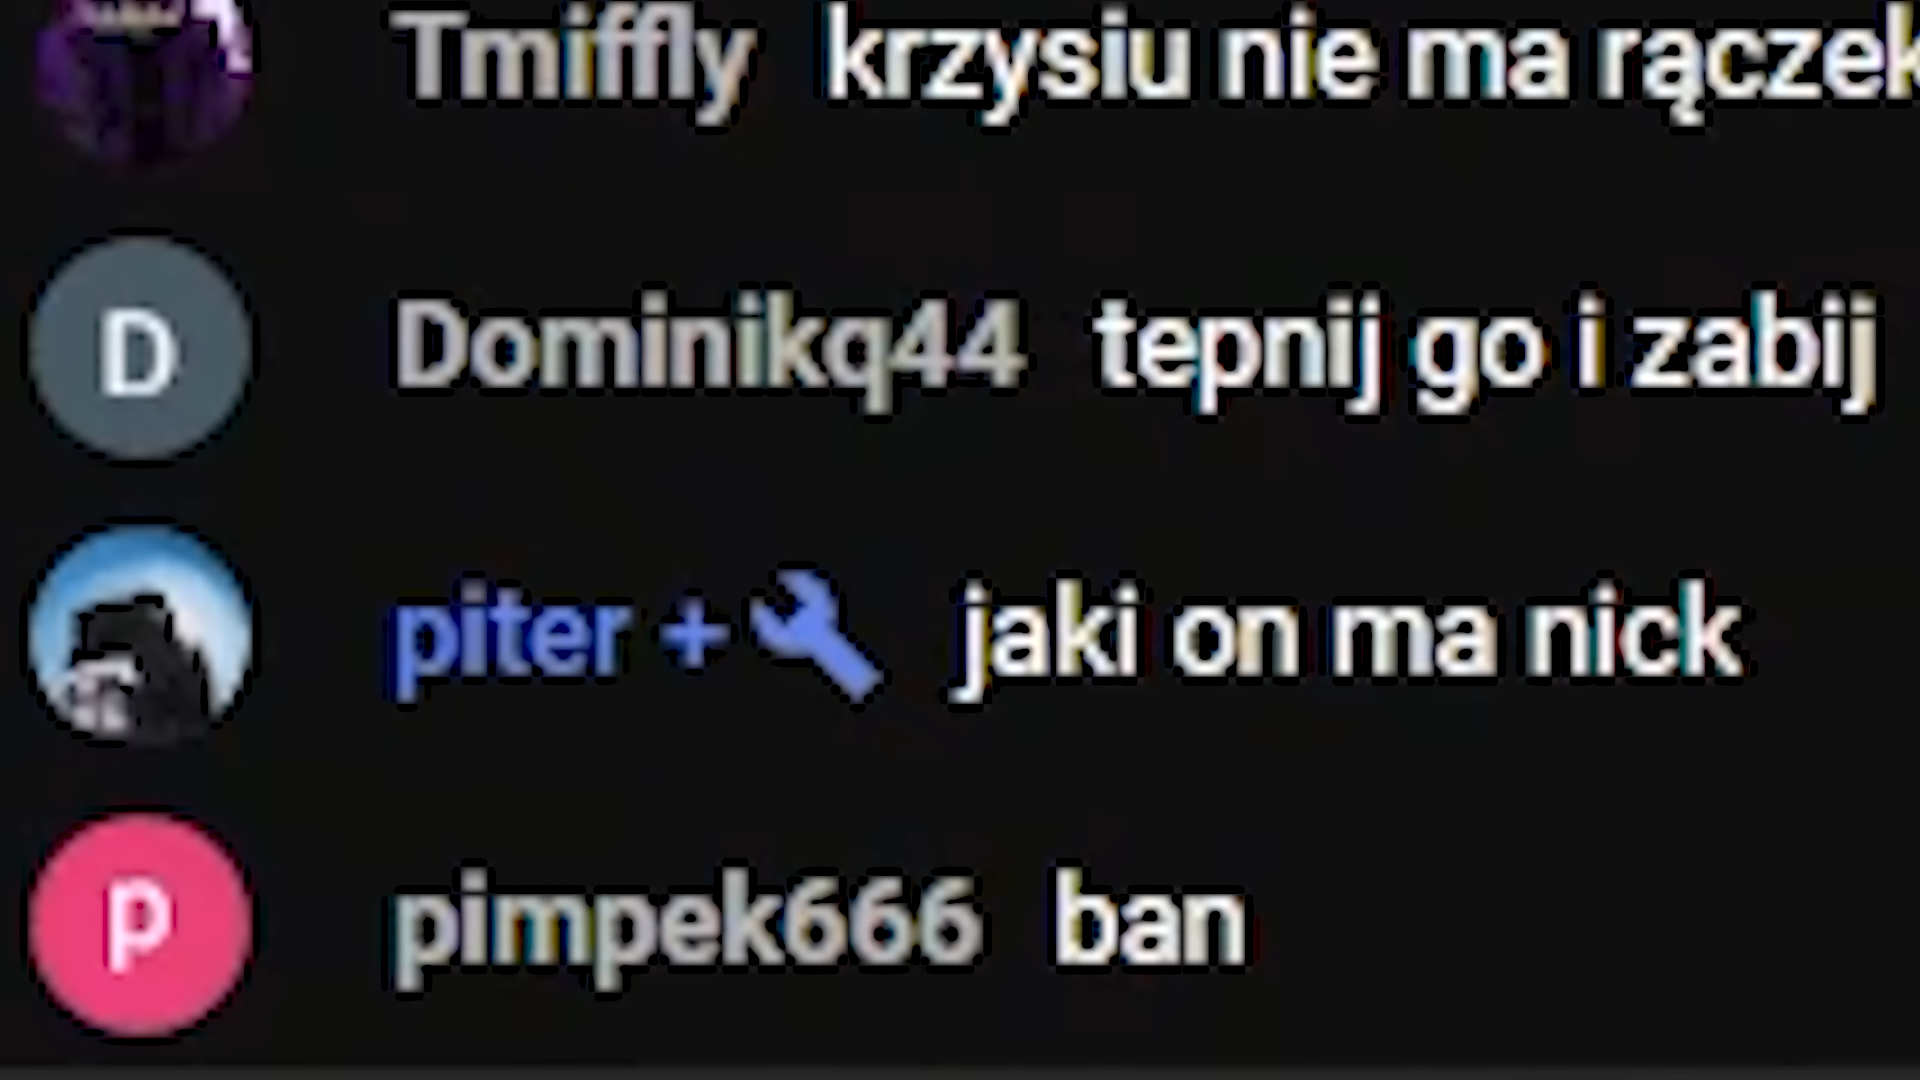 Tmiffly krzysiu nie ma rączek
D Dominikq44 tepnij go i zabij
piter + jaki on ma nick
p pimpek666 ban